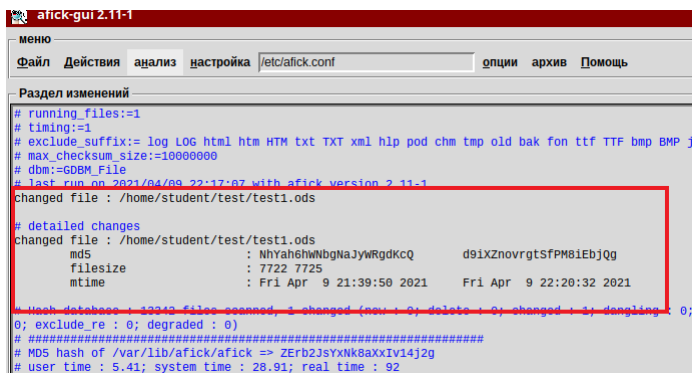 afick-gui 2.11-1
меню
Файл Действия анализ настройка /etc/afick.conf опции архив Помощь
Раздел изменений
# running_files:=1
# timing:=1
# exclude_suffix:= log LOG html htm HTM txt TXT xml hlp pod chm tmp old bak fon ttf TTF bmp BMP j
# max_checksum_size:=10000000
# dbm:=GDBM_File
# last run on 2021/04/09 22:17:07 with afick version 2.11-1
changed file : /home/student/test/test1.ods
# detailed changes
changed file : /home/student/test/test1.ods
md5 : NhYah6hWNbgNaJyWRgdKcQ d9iXZnovrgtSfPM8iEbjQg
filesize : 7722 7725
mtime : Fri Apr 9 21:39:50 2021 Fri Apr 9 22:20:32 2021
# Hash database : 13342 files scanned, 1 changed (new : 0; delete : 0; changed : 1; dangling : 0;
0; exclude_re : 0; degraded : 0)
# #################################################################
# MD5 hash of /var/lib/afick/afick => ZErb2JsYxNk8aXxIv14j2g
# user time : 5.41; system time : 28.91; real time : 92